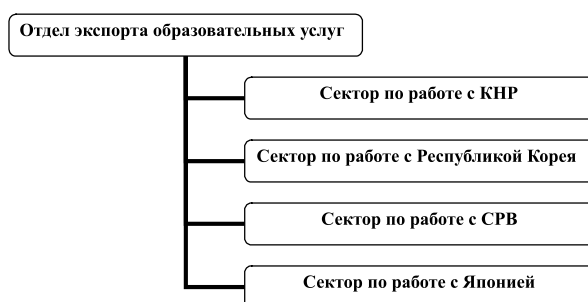 Отдел экспорта образовательных услуг
Сектор по работе с КНР
Сектор по работе с Республикой Корея
Сектор по работе с СРВ
Сектор по работе с Японией